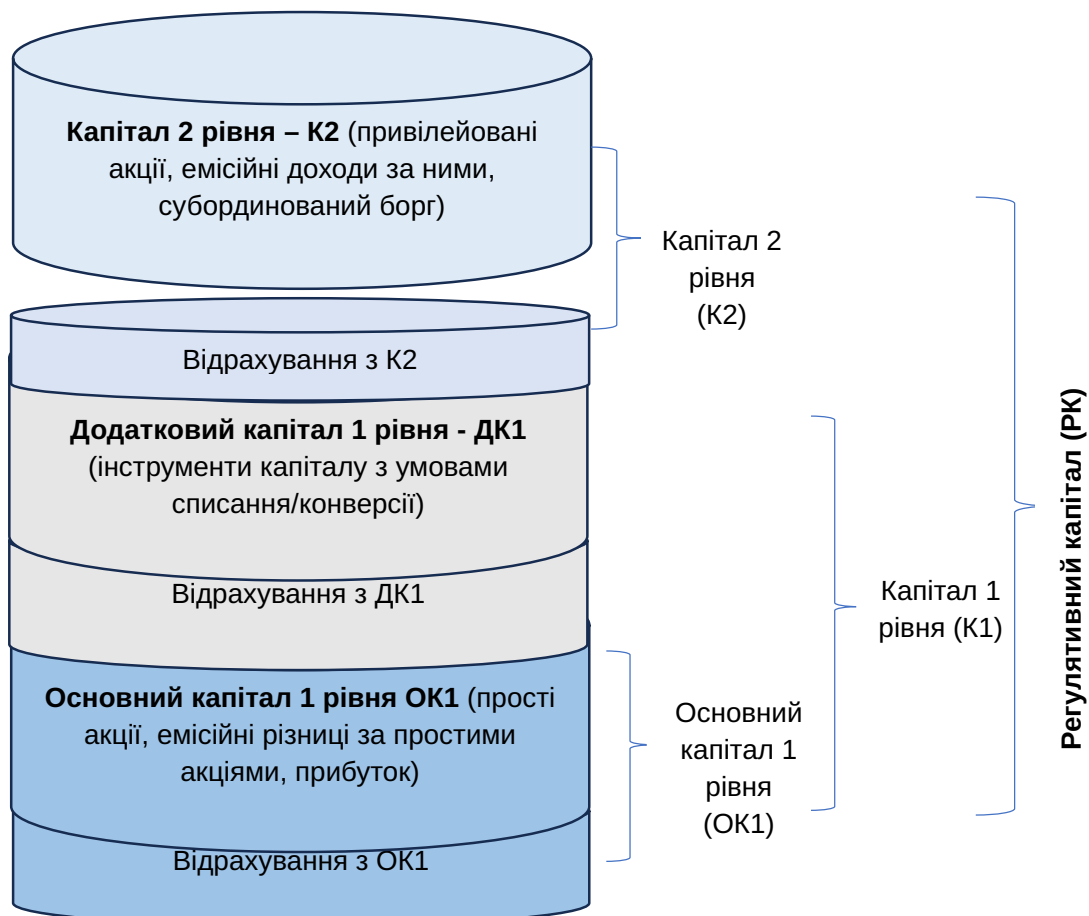 Капітал 2 рівня – К2 (привілейовані
акції, емісійні доходи за ними,
субординований борг)
Капітал 2
рівня
(К2)
Відрахування з К2
Додатковий капітал 1 рівня - ДК1
(інструменти капіталу з умовами
списання/конверсії)
Відрахування з ДК1
Капітал 1
рівня (К1)
Основний капітал 1 рівня ОК1 (прості
акції, емісійні різниці за простими
акціями, прибуток)
Основний
капітал 1
рівня
(ОК1)
Відрахування з ОК1
Регулятивний капітал (РК)